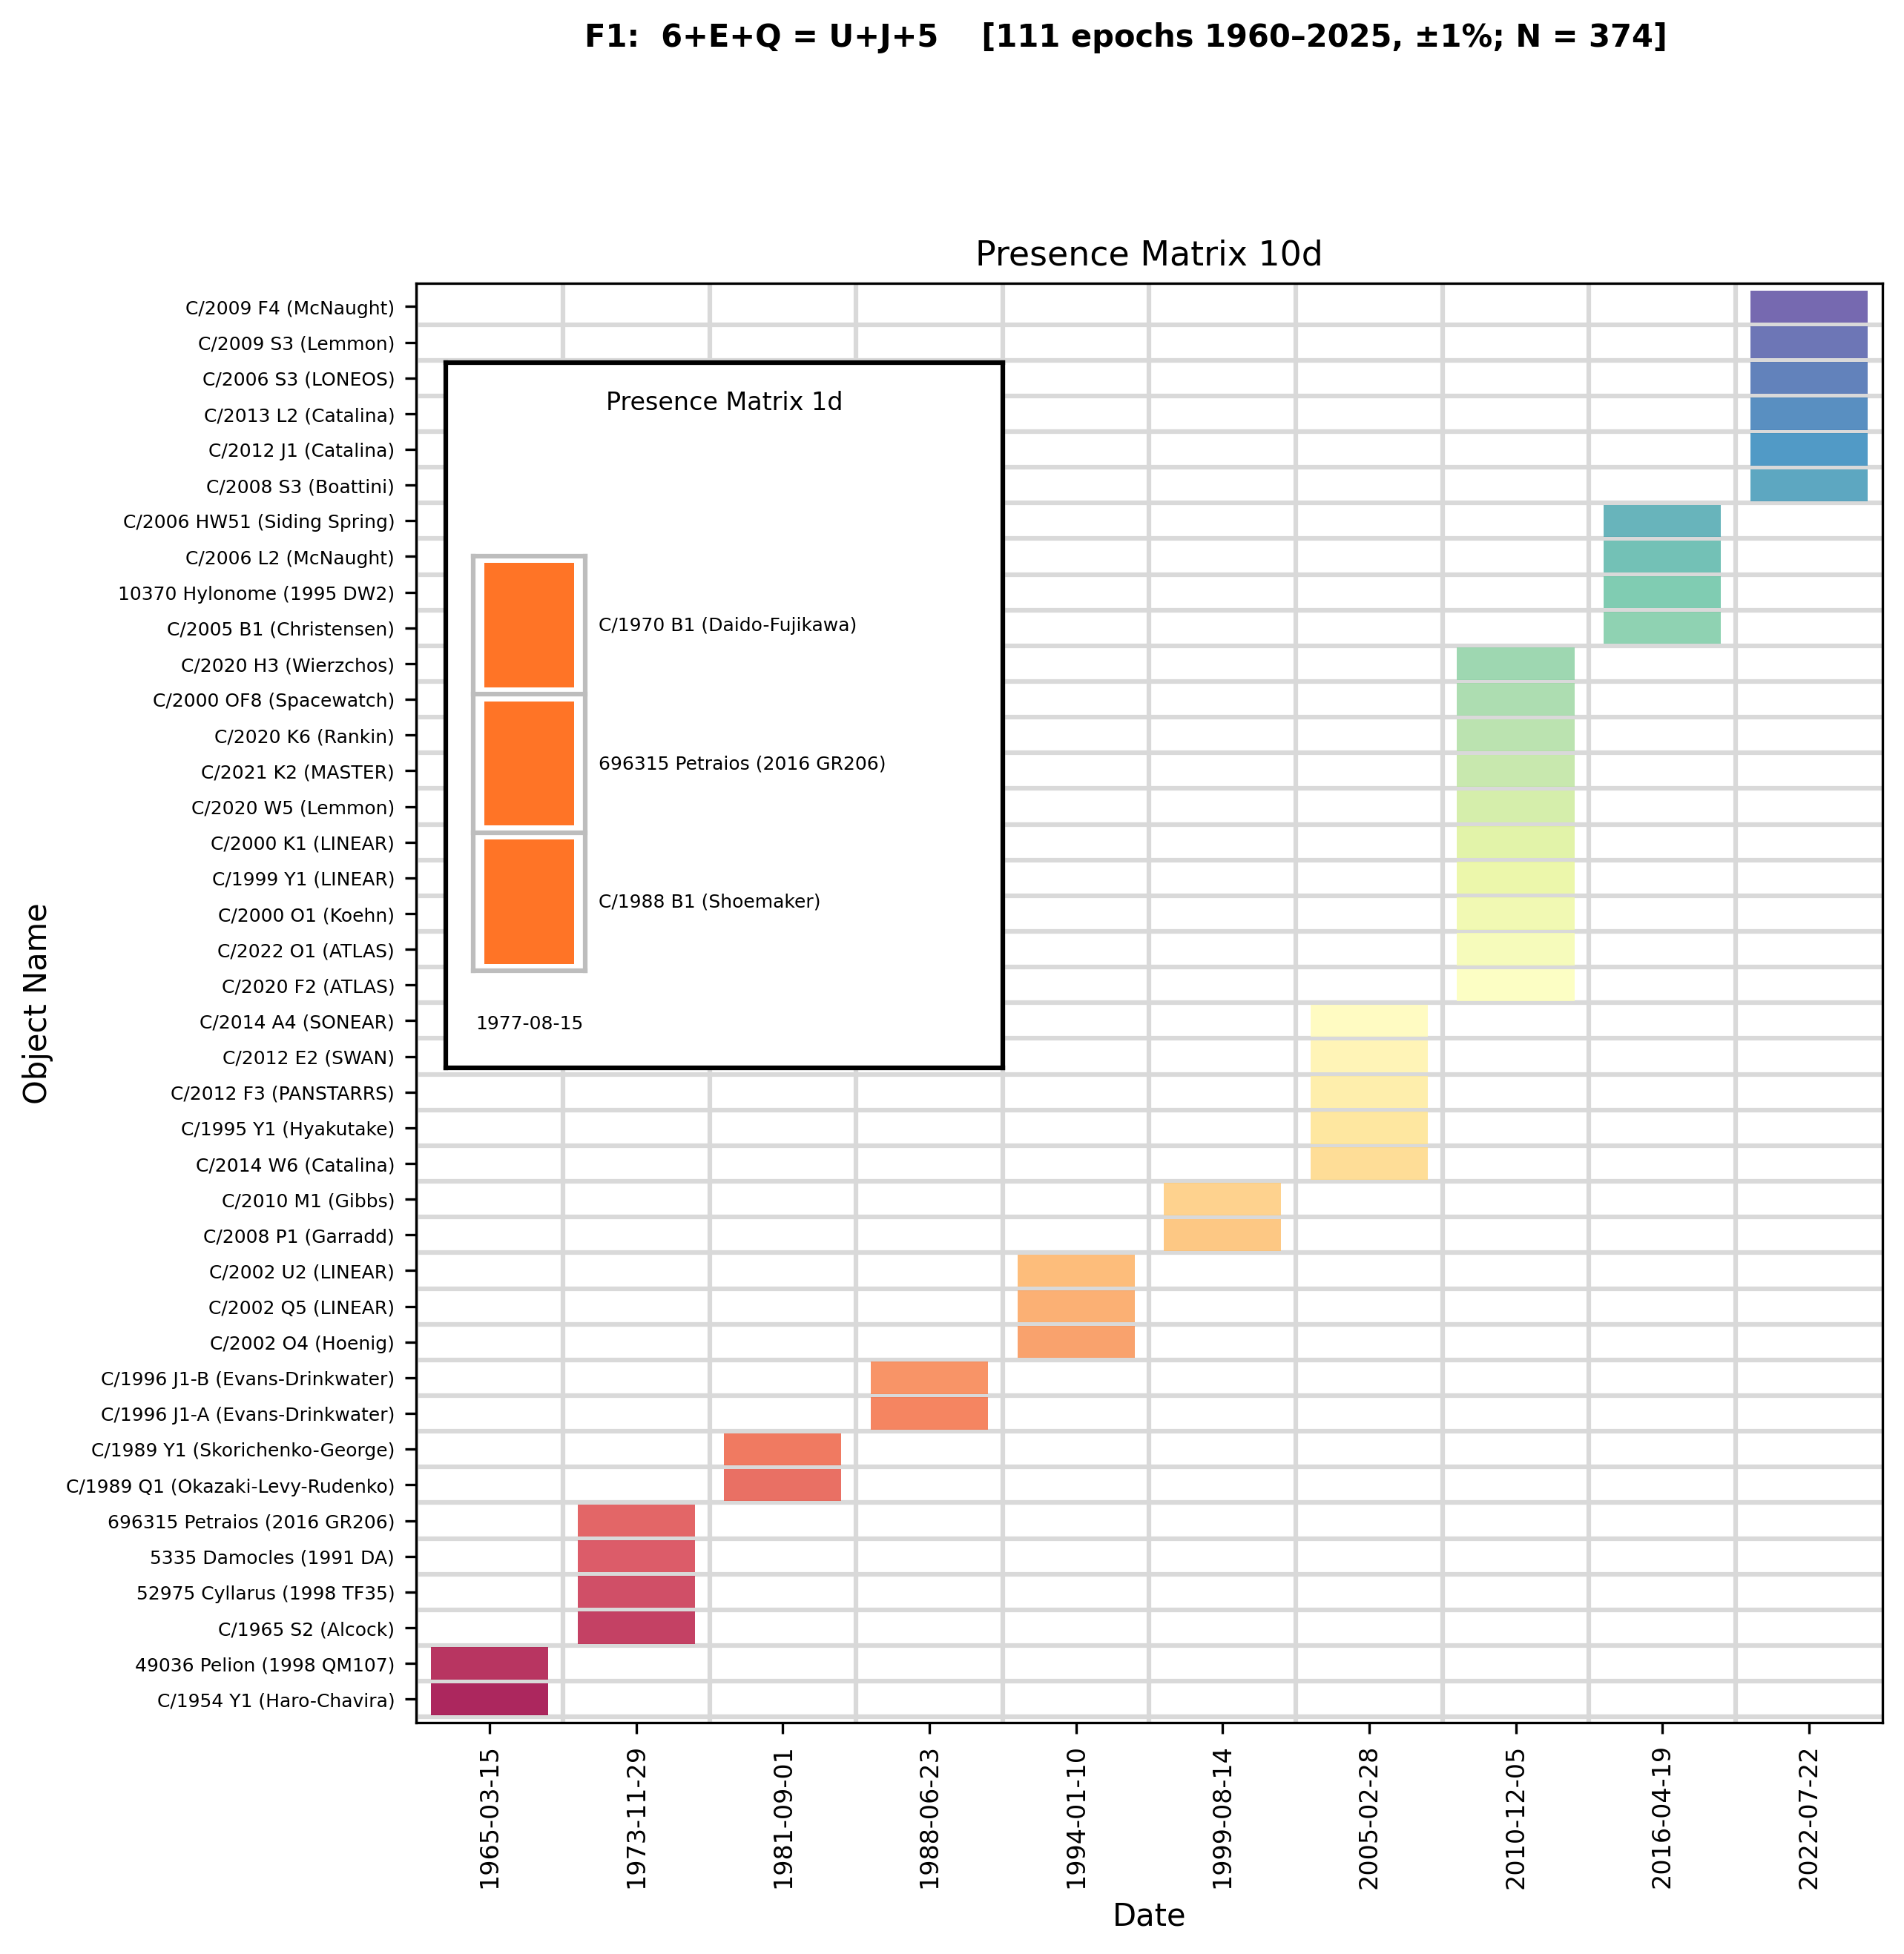 F1:  6+E+Q = U+J+5    [111 epochs 1960–2025, ±1%; N = 374]
Presence Matrix 10d
Object Name
C/2009 F4 (McNaught)
C/2009 S3 (Lemmon)
C/2006 S3 (LONEOS)
C/2013 L2 (Catalina)
C/2012 J1 (Catalina)
C/2008 S3 (Boattini)
C/2006 HW51 (Siding Spring)
C/2006 L2 (McNaught)
10370 Hylonome (1995 DW2)
C/2005 B1 (Christensen)
C/2020 H3 (Wierzchos)
C/2000 OF8 (Spacewatch)
C/2020 K6 (Rankin)
C/2021 K2 (MASTER)
C/2020 W5 (Lemmon)
C/2000 K1 (LINEAR)
C/1999 Y1 (LINEAR)
C/2000 O1 (Koehn)
C/2022 O1 (ATLAS)
C/2020 F2 (ATLAS)
C/2014 A4 (SONEAR)
C/2012 E2 (SWAN)
C/2012 F3 (PANSTARRS)
C/1995 Y1 (Hyakutake)
C/2014 W6 (Catalina)
C/2010 M1 (Gibbs)
C/2008 P1 (Garradd)
C/2002 U2 (LINEAR)
C/2002 Q5 (LINEAR)
C/2002 O4 (Hoenig)
C/1996 J1-B (Evans-Drinkwater)
C/1996 J1-A (Evans-Drinkwater)
C/1989 Y1 (Skorichenko-George)
C/1989 Q1 (Okazaki-Levy-Rudenko)
696315 Petraios (2016 GR206)
5335 Damocles (1991 DA)
52975 Cyllarus (1998 TF35)
C/1965 S2 (Alcock)
49036 Pelion (1998 QM107)
C/1954 Y1 (Haro-Chavira)
Presence Matrix 1d
C/1970 B1 (Daido-Fujikawa)
696315 Petraios (2016 GR206)
C/1988 B1 (Shoemaker)
1977-08-15
1965-03-15
1973-11-29
1981-09-01
1988-06-23
1994-01-10
1999-08-14
2005-02-28
2010-12-05
2016-04-19
2022-07-22
Date